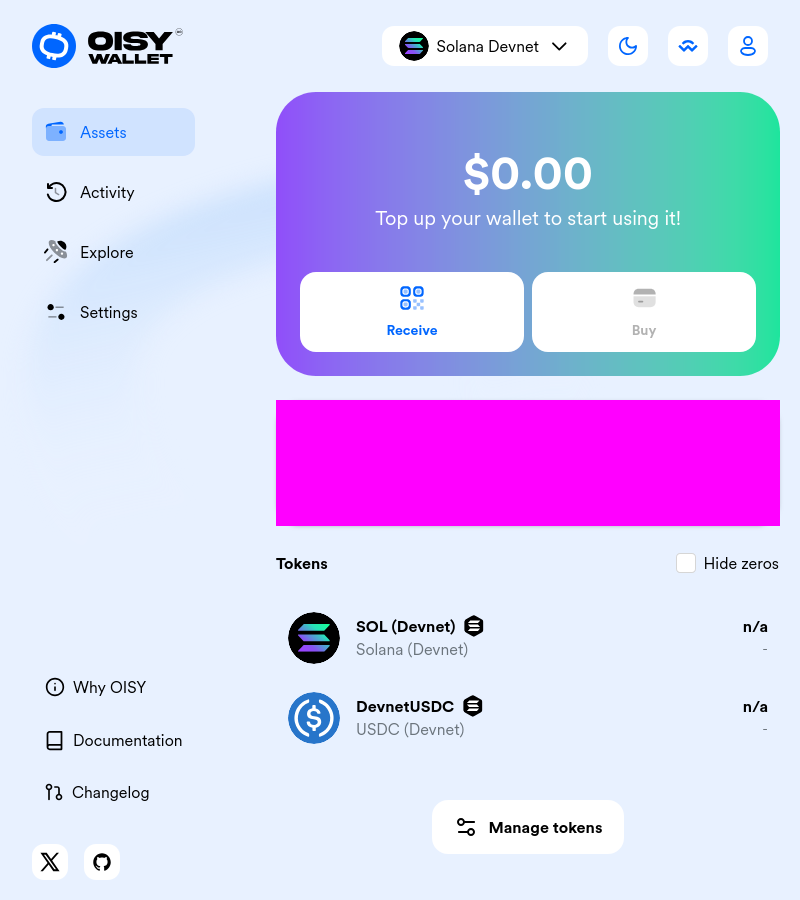 OISY
WALLET
Solana Devnet
Assets
Activity
Explore
Settings
$0.00
Top up your wallet to start using it!
Receive
Buy
Tokens
Hide zeros
SOL (Devnet)
n/a
Solana (Devnet)
-
DevnetUSDC
n/a
USDC (Devnet)
-
Why OISY
Documentation
Changelog
Manage tokens